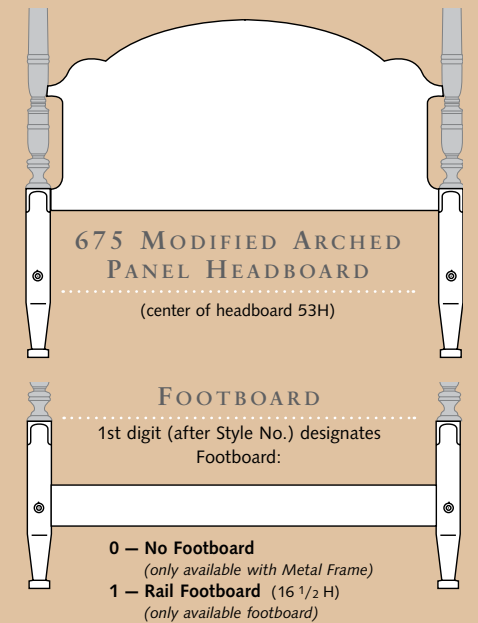 675 Modified Arched
Panel Headboard
(center of headboard 53H)
Footboard
1st digit (after Style No.) designates
Footboard:
0 — No Footboard
(only available with Metal Frame)
1 — Rail Footboard (16 1/2 H)
(only available footboard)